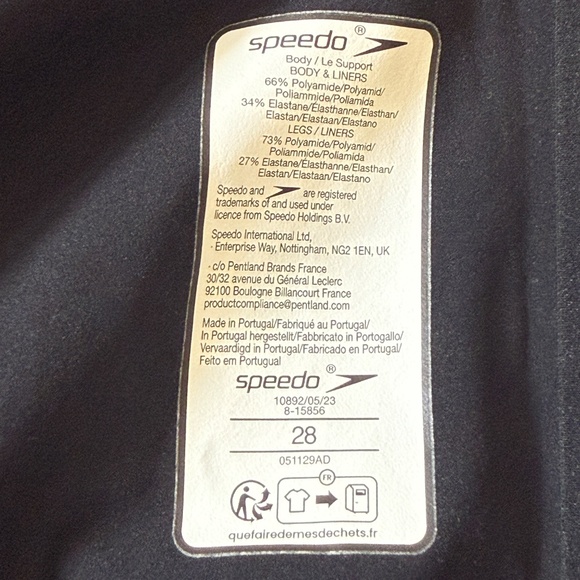 speedo®
Body / Le Support
BODY & LINERS
66% Polyamide/Polyamid/
Poliammide/Poliamida
34% Elastane/Élasthanne/Elasthan/
Elastan/Elastaan/Elastano
LEGS / LINERS
73% Polyamide/Polyamid/
Poliammide/Poliamida
27% Elastane/Élasthanne/Elasthan/
Elastan/Elastaan/Elastano
Speedo and are registered
trademarks of and used under
licence from Speedo Holdings B.V.
Speedo International Ltd,
Enterprise Way, Nottingham, NG2 1EN, UK
c/o Pentland Brands France
30/32 avenue du Général Leclerc
92100 Boulogne Billancourt France
productcompliance@pentland.com
Made in Portugal/Fabriqué au Portugal/
In Portugal hergestellt/Fabbricato in Portogallo/
Vervaardigd in Portugal/Fabricado en Portugal/
Feito em Portugual
speedo®
10892/05/23
8-15856
28
051129AD
FR
quefairedemesdechets.fr